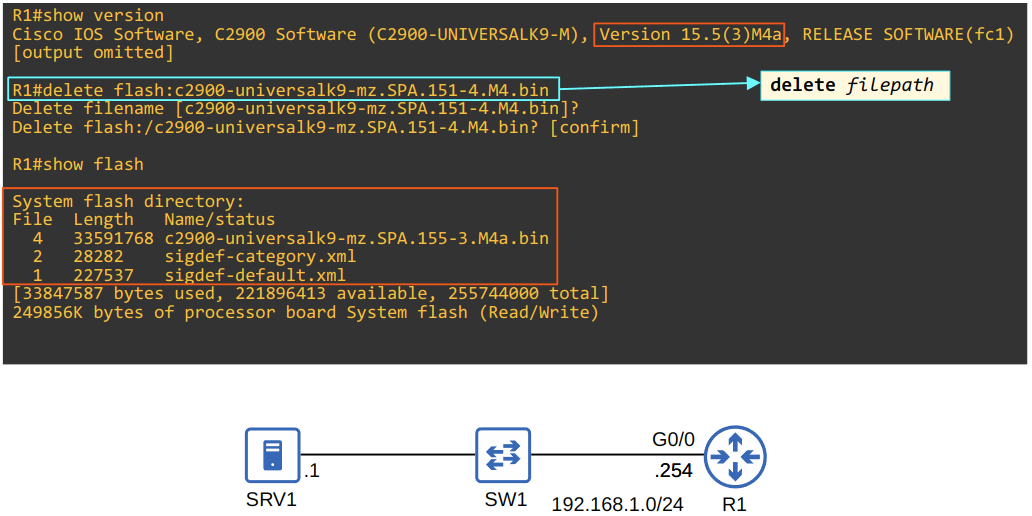 R1#show version
Cisco IOS Software, C2900 Software (C2900-UNIVERSALK9-M), Version 15.5(3)M4a, RELEASE SOFTWARE(fc1)
[output omitted]
R1#delete flash:c2900-universalk9-mz.SPA.151-4.M4.bin
delete filepath
Delete filename [c2900-universalk9-mz.SPA.151-4.M4.bin]?
Delete flash:/c2900-universalk9-mz.SPA.151-4.M4.bin? [confirm]
R1#show flash
System flash directory:
File Length Name/status
4 33591768 c2900-universalk9-mz.SPA.155-3.M4a.bin
2 28282 sigdef-category.xml
1 227537 sigdef-default.xml
[33847587 bytes used, 221896413 available, 255744000 total]
249856K bytes of processor board System flash (Read/Write)
G0/0
.1
.254
SRV1
SW1
192.168.1.0/24
R1